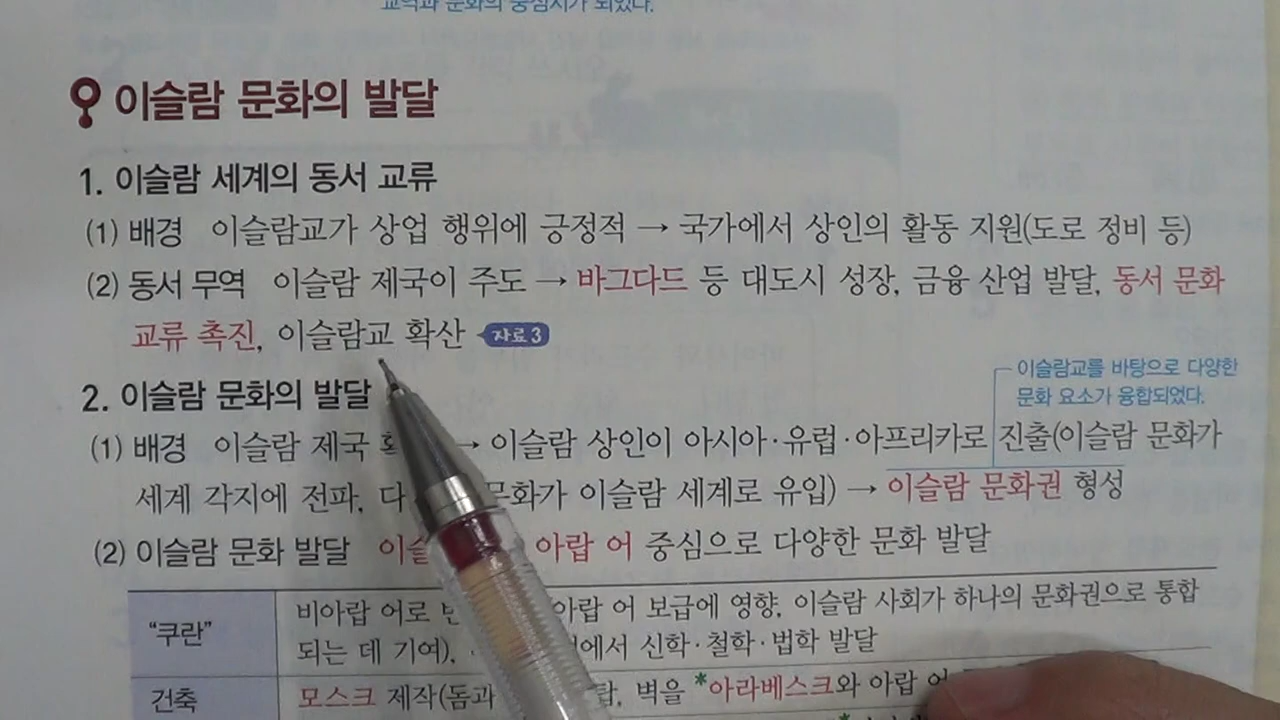 교역과 문화의 중심지가 되었다.
이슬람 문화의 발달
1. 이슬람 세계의 동서 교류
(1) 배경 이슬람교가 상업 행위에 긍정적 → 국가에서 상인의 활동 지원(도로 정비 등)
(2) 동서 무역 이슬람 제국이 주도 → 바그다드 등 대도시 성장, 금융 산업 발달, 동서 문화
교류 촉진, 이슬람교 확산 자료 3
이슬람교를 바탕으로 다양한
문화 요소가 융합되었다.
2. 이슬람 문화의 발달
(1) 배경 이슬람 제국 → 이슬람 상인이 아시아·유럽·아프리카로 진출(이슬람 문화가
세계 각지에 전파, 문화가 이슬람 세계로 유입) → 이슬람 문화권 형성
(2) 이슬람 문화 발달 아랍 어 중심으로 다양한 문화 발달
“쿠란”
비아랍 어로 아랍 어 보급에 영향, 이슬람 사회가 하나의 문화권으로 통합
되는 데 기여), 신학·철학·법학 발달
건축
모스크 제작(돔과 벽을 *아라베스크와 아랍 어